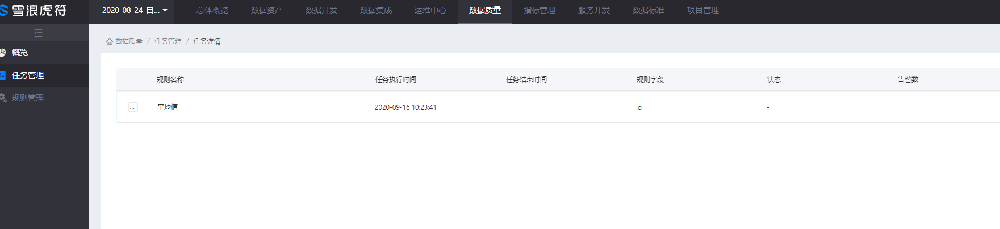 雪浪虎符
2020-08-24_自...
总体概览 数据资产 数据开发 数据集成 运维中心 数据质量 指标管理 服务开发 数据标准 项目管理
概览
任务管理
规则管理
数据质量 / 任务管理 / 任务详情
规则名称 任务执行时间 任务结束时间 规则字段 状态 告警数
... 平均值 2020-09-16 10:23:41 id -